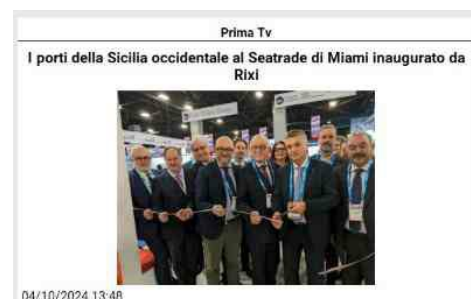 Prima Tv
I porti della Sicilia occidentale al Seatrade di Miami inaugurato da
Rixi
04/10/2024 13:48